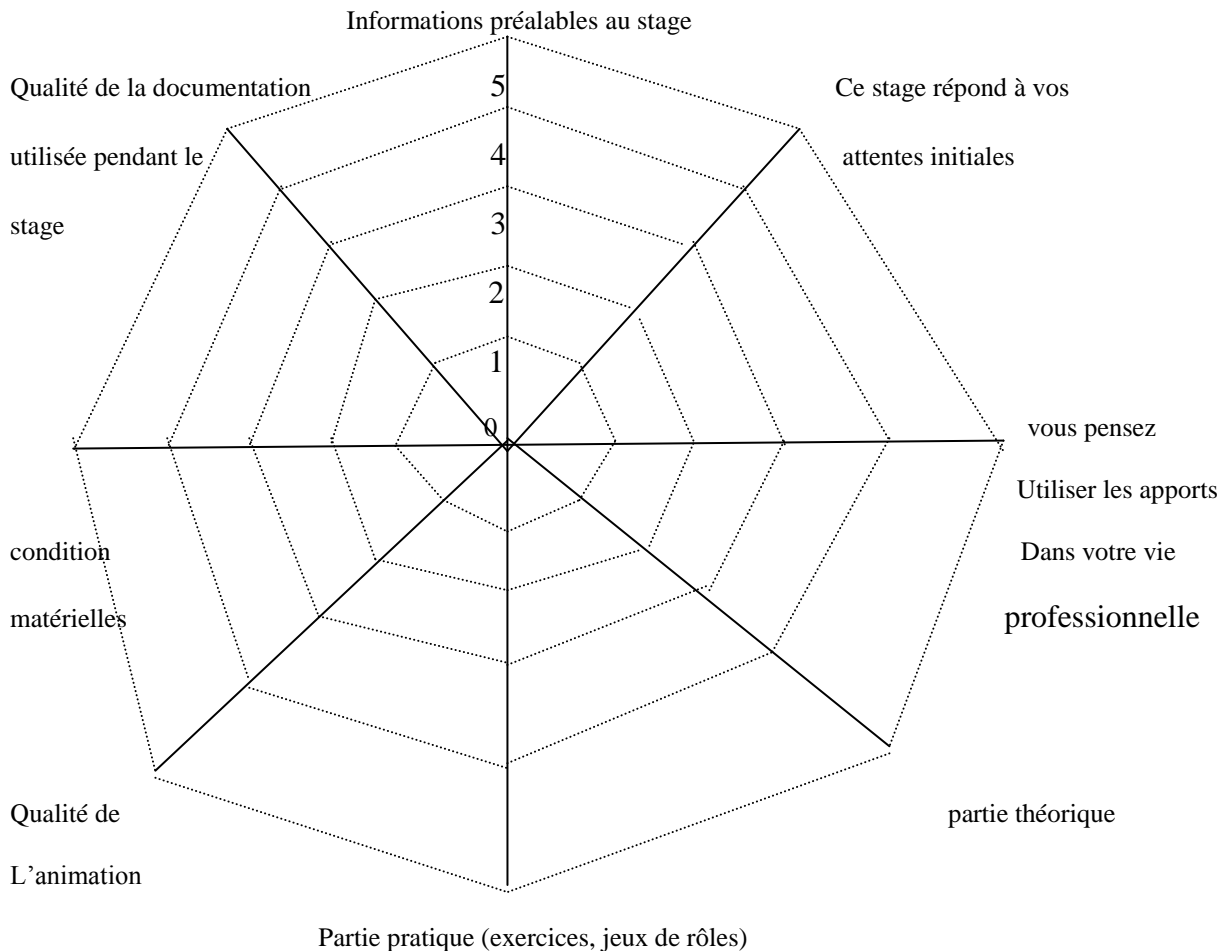 Informations préalables au stage
Qualité de la documentation
utilisée pendant le
stage
5
4
3
2
1
0
Ce stage répond à vos
attentes initiales
vous pensez
Utiliser les apports
Dans votre vie
professionnelle
condition
matérielles
Qualité de
L’animation
partie théorique
Partie pratique (exercices, jeux de rôles)